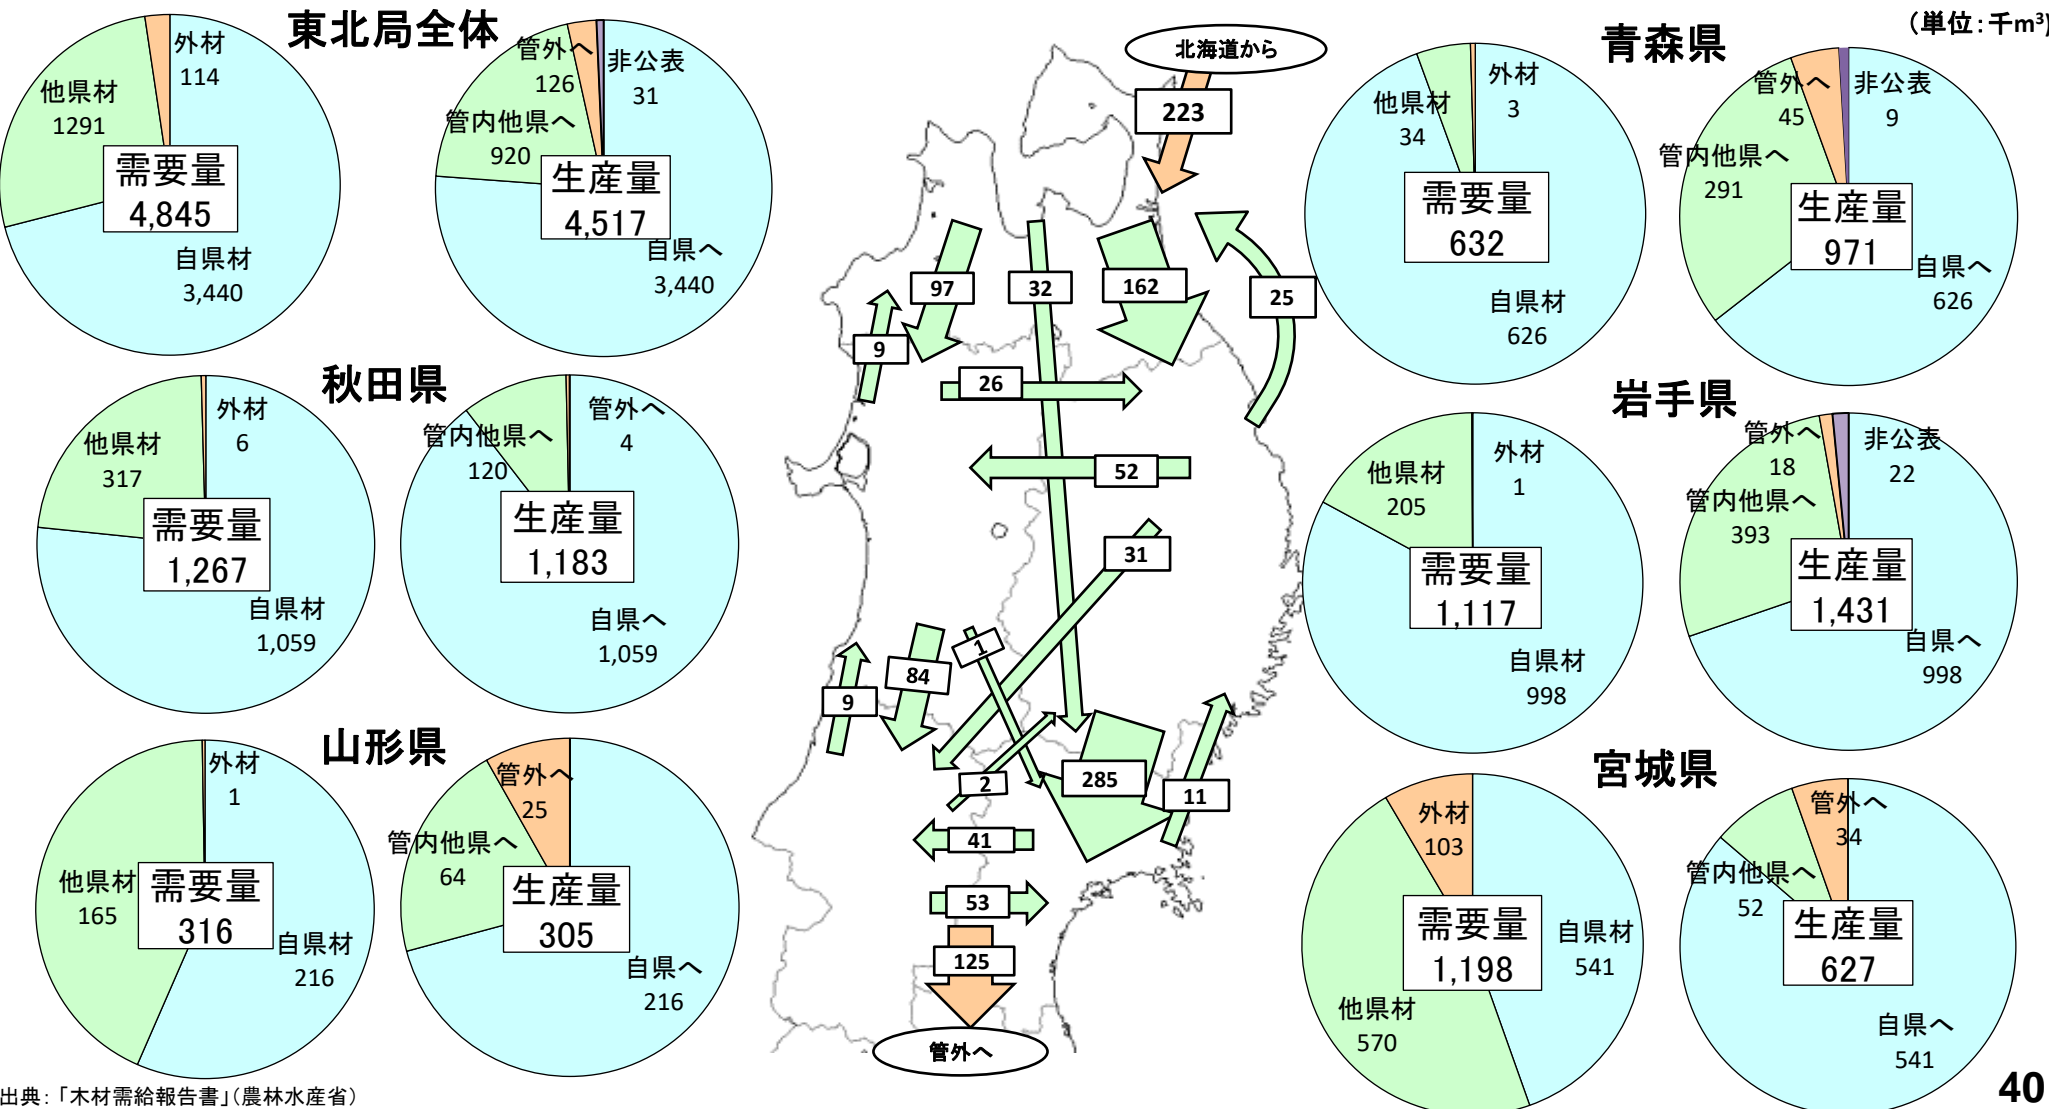 (単位:千m³)
東北局全体
外材
114
他県材
1291
需要量
4,845
自県材
3,440
管外へ
126
非公表
31
管内他県へ
920
生産量
4,517
自県へ
3,440
秋田県
外材
6
他県材
317
需要量
1,267
自県材
1,059
管外へ
4
管内他県へ
120
生産量
1,183
自県へ
1,059
山形県
外材
1
他県材
165
需要量
316
自県材
216
管外へ
25
管内他県へ
64
生産量
305
自県へ
216
北海道から
223
97
32
162
25
9
26
52
31
1
84
9
2
285
11
41
53
125
管外へ
青森県
外材
3
他県材
34
需要量
632
自県材
626
管外へ
45
非公表
9
管内他県へ
291
生産量
971
自県へ
626
岩手県
外材
1
他県材
205
需要量
1,117
自県材
998
管外へ
18
非公表
22
管内他県へ
393
生産量
1,431
自県へ
998
宮城県
外材
103
需要量
1,198
自県材
541
他県材
570
管外へ
34
管内他県へ
52
生産量
627
自県へ
541
出典:「木材需給報告書」(農林水産省)
40